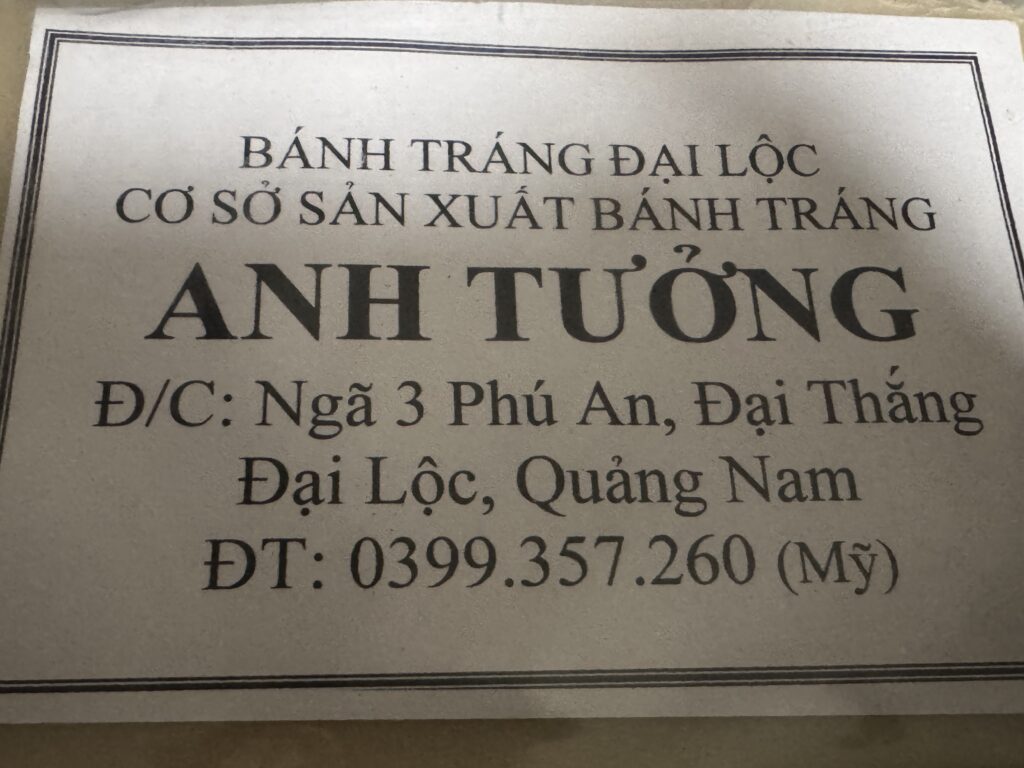 BÁNH TRÁNG ĐẠI LỘC
CƠ SỞ SẢN XUẤT BÁNH TRÁNG
ANH TƯỞNG
Đ/C: Ngã 3 Phú An, Đại Thắng
Đại Lộc, Quảng Nam
ĐT: 0399.357.260 (Mỹ)